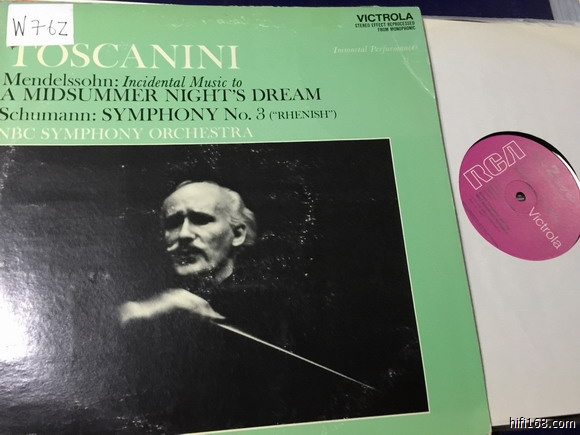 W762
VICTROLA
STEREO EFFECT REPROCESSED
FROM MONOPHONIC
TOSCANINI
Immortal Performances
Mendelssohn: Incidental Music to
A MIDSUMMER NIGHT'S DREAM
Schumann: SYMPHONY No. 3 ("RHENISH")
NBC SYMPHONY ORCHESTRA
RCA
Victrola
hifi168.com